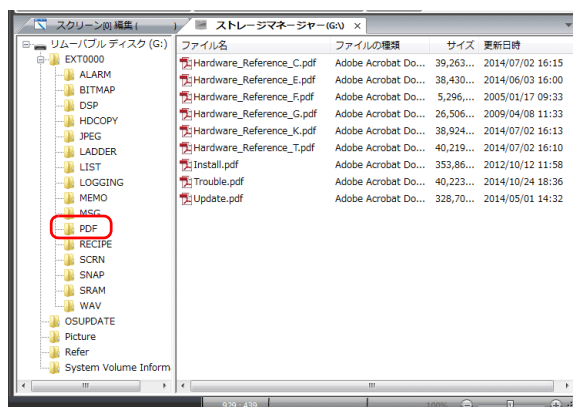 スクリーン[0] 編集 ( )
ストレージマネージャー(G:\) ×
リムーバブル ディスク (G:)
EXT0000
ALARM
BITMAP
DSP
HDCOPY
JPEG
LADDER
LIST
LOGGING
MEMO
MSG
PDF
RECIPE
SCRN
SNAP
SRAM
WAV
OSUPDATE
Picture
Refer
System Volume Inform
ファイル名 ファイルの種類 サイズ 更新日時
Hardware_Reference_C.pdf Adobe Acrobat Do... 39,263... 2014/07/02 16:15
Hardware_Reference_E.pdf Adobe Acrobat Do... 38,430... 2014/06/03 16:00
Hardware_Reference_F.pdf Adobe Acrobat Do... 5,296,... 2005/01/17 09:33
Hardware_Reference_G.pdf Adobe Acrobat Do... 26,506... 2009/04/08 11:33
Hardware_Reference_K.pdf Adobe Acrobat Do... 38,924... 2014/07/02 16:13
Hardware_Reference_T.pdf Adobe Acrobat Do... 40,219... 2014/07/02 16:10
Install.pdf Adobe Acrobat Do... 353,86... 2012/10/12 11:58
Trouble.pdf Adobe Acrobat Do... 40,223... 2014/10/24 18:36
Update.pdf Adobe Acrobat Do... 328,70... 2014/05/01 14:32